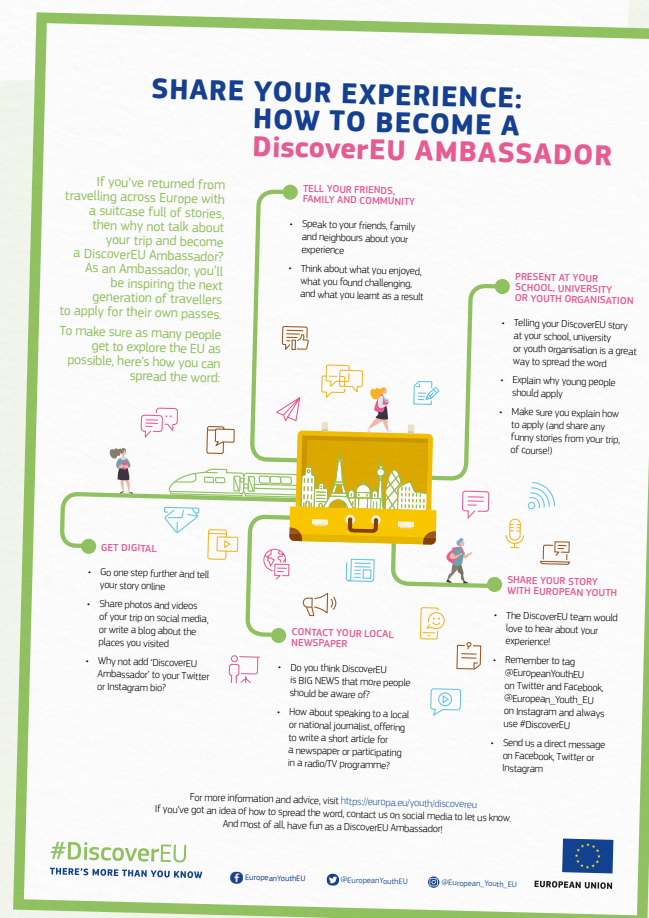 SHARE YOUR EXPERIENCE:
HOW TO BECOME A
DiscoverEU AMBASSADOR
If you've returned from
travelling across Europe with
a suitcase full of stories,
then why not talk about
your trip and become
a DiscoverEU Ambassador?
As an Ambassador, you'll
be inspiring the next
generation of travellers
to apply for their own passes.
To make sure as many people
get to explore the EU as
possible, here's how you can
spread the word:
TELL YOUR FRIENDS,
FAMILY AND COMMUNITY
• Speak to your friends, family
and neighbours about your
experience
• Think about what you enjoyed,
what you found challenging,
and what you learnt as a result
PRESENT AT YOUR
SCHOOL, UNIVERSITY
OR YOUTH ORGANISATION
• Telling your DiscoverEU story
at your school, university
or youth organisation is a great
way to spread the word
• Explain why young people
should apply
• Make sure you explain how
to apply (and share any
funny stories from your trip,
of course!)
GET DIGITAL
• Go one step further and tell
your story online
• Share photos and videos
of your trip on social media,
or write a blog about the
places you visited
• Why not add 'DiscoverEU
Ambassador' to your Twitter
or Instagram bio?
CONTACT YOUR LOCAL
NEWSPAPER
• Do you think DiscoverEU
is BIG NEWS that more people
should be aware of?
• How about speaking to a local
or national journalist, offering
to write a short article for
a newspaper or participating
in a radio/TV programme?
SHARE YOUR STORY
WITH EUROPEAN YOUTH
• The DiscoverEU team would
love to hear about your
experience!
• Remember to tag
@EuropeanYouthEU
on Twitter and Facebook,
@European_Youth_EU
on Instagram and always
use #DiscoverEU
• Send us a direct message
on Facebook, Twitter or
Instagram
For more information and advice, visit https://europa.eu/youth/discovereu
If you've got an idea of how to spread the word, contact us on social media to let us know.
And most of all, have fun as a DiscoverEU Ambassador!
#DiscoverEU
THERE'S MORE THAN YOU KNOW
EuropeanYouthEU
@EuropeanYouthEU
@European_Youth_EU
EUROPEAN UNION